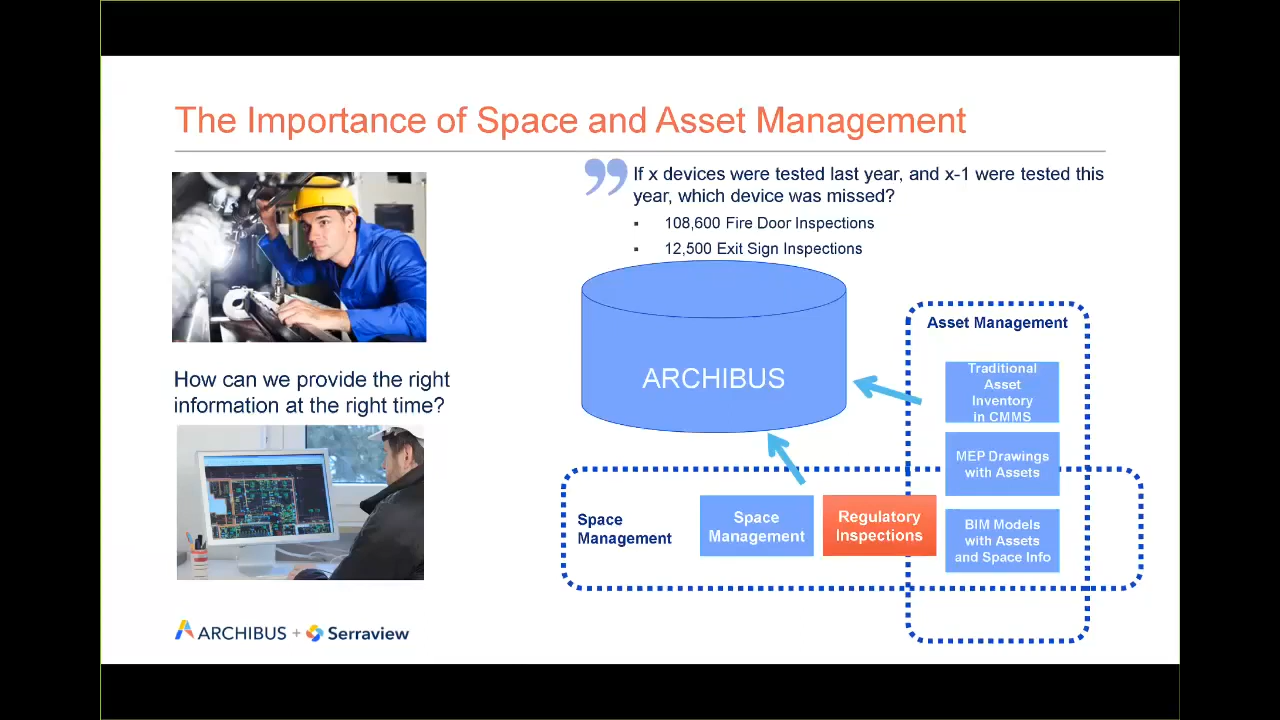 The Importance of Space and Asset Management
If x devices were tested last year, and x-1 were tested this
year, which device was missed?
▪ 108,600 Fire Door Inspections
▪ 12,500 Exit Sign Inspections
How can we provide the right
information at the right time?
ARCHIBUS
Asset Management
Traditional
Asset
Inventory
in CMMS
MEP Drawings
with Assets
BIM Models
with Assets
and Space Info
Space
Management
Space
Management
Regulatory
Inspections
ARCHIBUS + Serraview